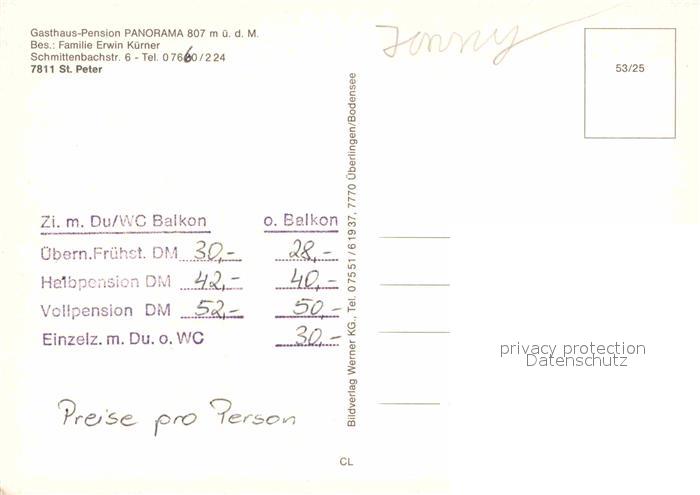 Gasthaus-Pension PANORAMA 807 m ü. d. M.
Bes.: Familie Erwin Kürner
Schmittenbachstr. 6 - Tel. 07660/224
7811 St. Peter
53/25
Zi. m. Du/WC Balkon o. Balkon
Übern.Frühst. DM 30,- 28,-
Halbpension DM 42,- 40,-
Vollpension DM 52,- 50,-
Einzelz. m. Du. o. WC 30,-
Preise pro Person
Bildverlag Werner KG., Tel. 07551/61937, 7770 Überlingen/Bodensee
CL
privacy protection
Datenschutz